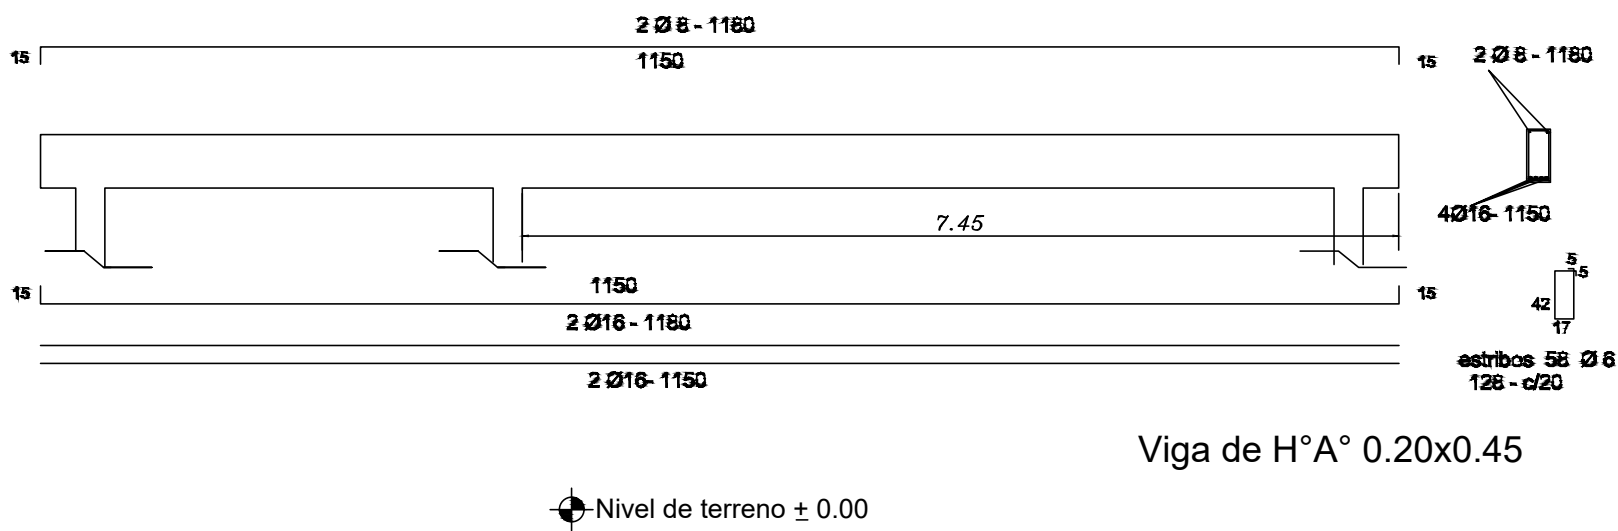 2 Ø 8 - 1180
15
1150
15
2 Ø 8 - 1180
7.45
4Ø16- 1150
15
1150
15
2 Ø16 - 1180
2 Ø16- 1150
5
5
42
17
estribos 58 Ø 6
128 - c/20
Viga de H°A° 0.20x0.45
Nivel de terreno ± 0.00